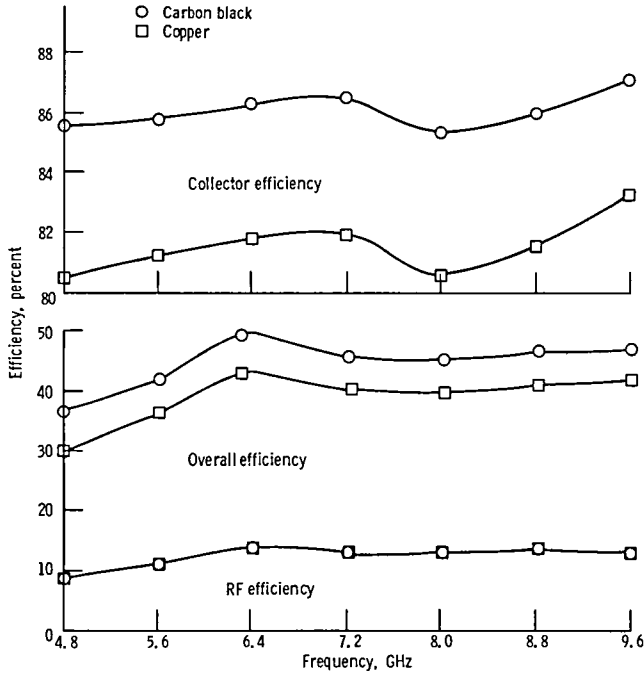 Carbon black
Copper
88
86
84
82
80
Collector efficiency
Efficiency, percent
50
40
30
20
10
0
Overall efficiency
RF efficiency
4.8 5.6 6.4 7.2 8.0 8.8 9.6
Frequency, GHz